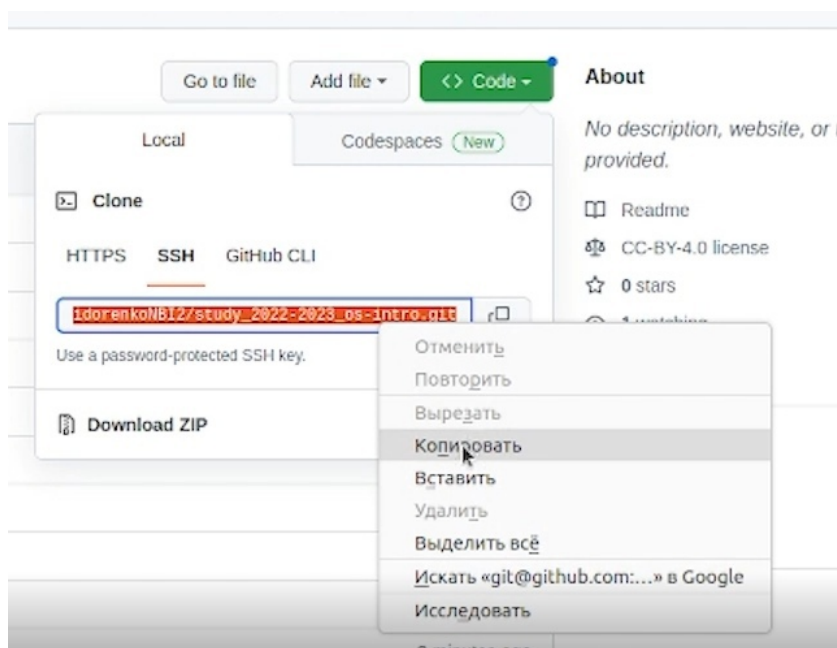 Go to file
Add file
<> Code
About
No description, website, or
provided.
Local
Codespaces New
Clone
HTTPS SSH GitHub CLI
idorenkoNBI2/study_2022-2023_os-intro.git
Use a password-protected SSH key.
Download ZIP
Readme
CC-BY-4.0 license
0 stars
1 watching
Отменить
Повторить
Вырезать
Копировать
Вставить
Удалить
Выделить всё
Искать «git@github.com:...» в Google
Исследовать